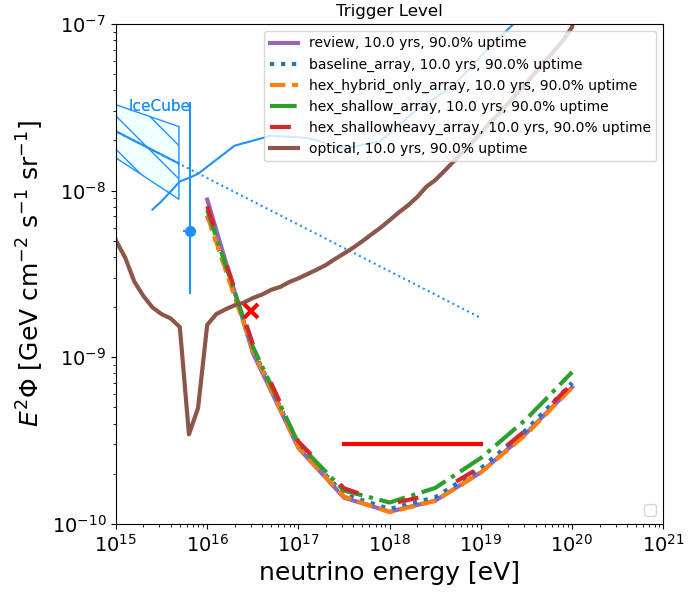 Trigger Level
10⁻⁷
10⁻⁸
10⁻⁹
10⁻¹⁰
E²Φ [GeV cm⁻² s⁻¹ sr⁻¹]
IceCube
review, 10.0 yrs, 90.0% uptime
baseline_array, 10.0 yrs, 90.0% uptime
hex_hybrid_only_array, 10.0 yrs, 90.0% uptime
hex_shallow_array, 10.0 yrs, 90.0% uptime
hex_shallowheavy_array, 10.0 yrs, 90.0% uptime
optical, 10.0 yrs, 90.0% uptime
10¹⁵ 10¹⁶ 10¹⁷ 10¹⁸ 10¹⁹ 10²⁰ 10²¹
neutrino energy [eV]